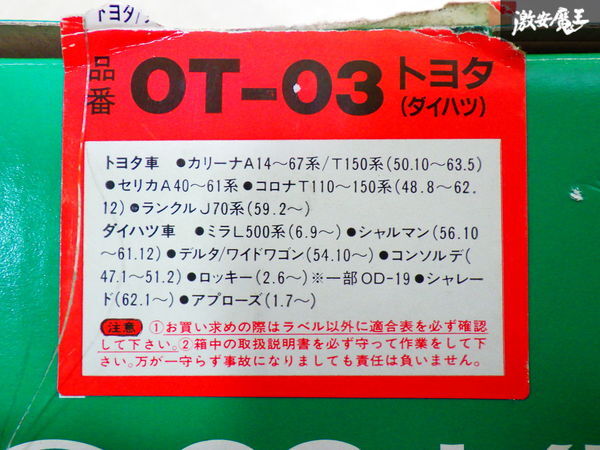 トヨタ/
激安魔王
品番
OT-03
トヨタ
(ダイハツ)
トヨタ車 ●カリーナA14〜67系/T150系(50.10〜63.5)
●セリカA40〜61系●コロナT110〜150系(48.8〜62.
12)●ランクルJ70系(59.2〜)
ダイハツ車 ●ミラL500系(6.9〜)●シャルマン(56.10
〜61.12)●デルタ/ワイドワゴン(54.10〜)●コンソルデ(
47.1〜51.2)●ロッキー(2.6〜)※一部OD-19●シャレー
ド(62.1〜)●アプローズ(1.7〜)
注意 ①お買い求めの際はラベル以外に適合表を必ず確認
して下さい。②箱中の取扱説明書を必ず守って作業をして下
さい。万が一守らず事故になりましても責任は負いません。